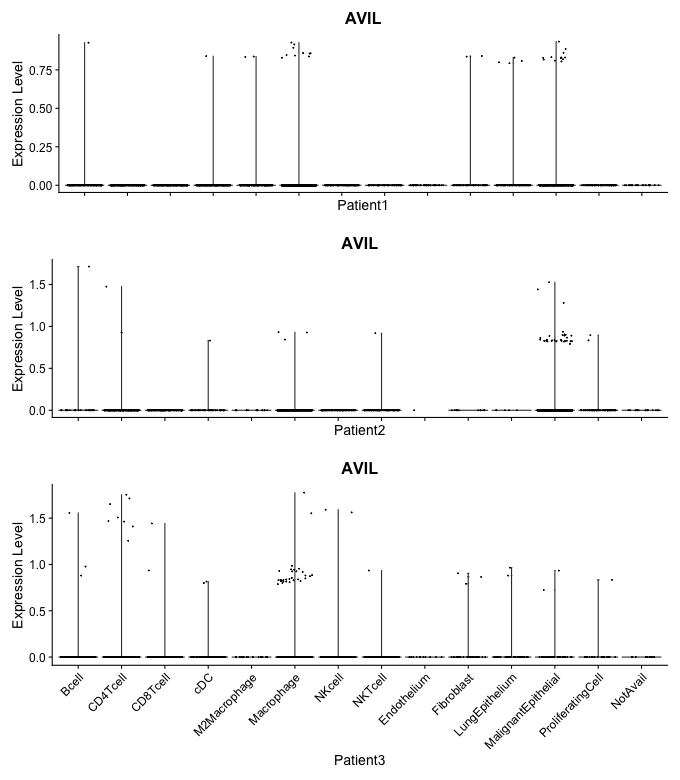 AVIL
Expression Level
0.75
0.50
0.25
0.00
Patient1
AVIL
Expression Level
1.5
1.0
0.5
0.0
Patient2
AVIL
Expression Level
1.5
1.0
0.5
0.0
Bcell
CD4Tcell
CD8Tcell
cDC
M2Macrophage
Macrophage
NKcell
NKTcell
Endothelium
Fibroblast
LungEpithelium
MalignantEpithelial
ProliferatingCell
NotAvail
Patient3